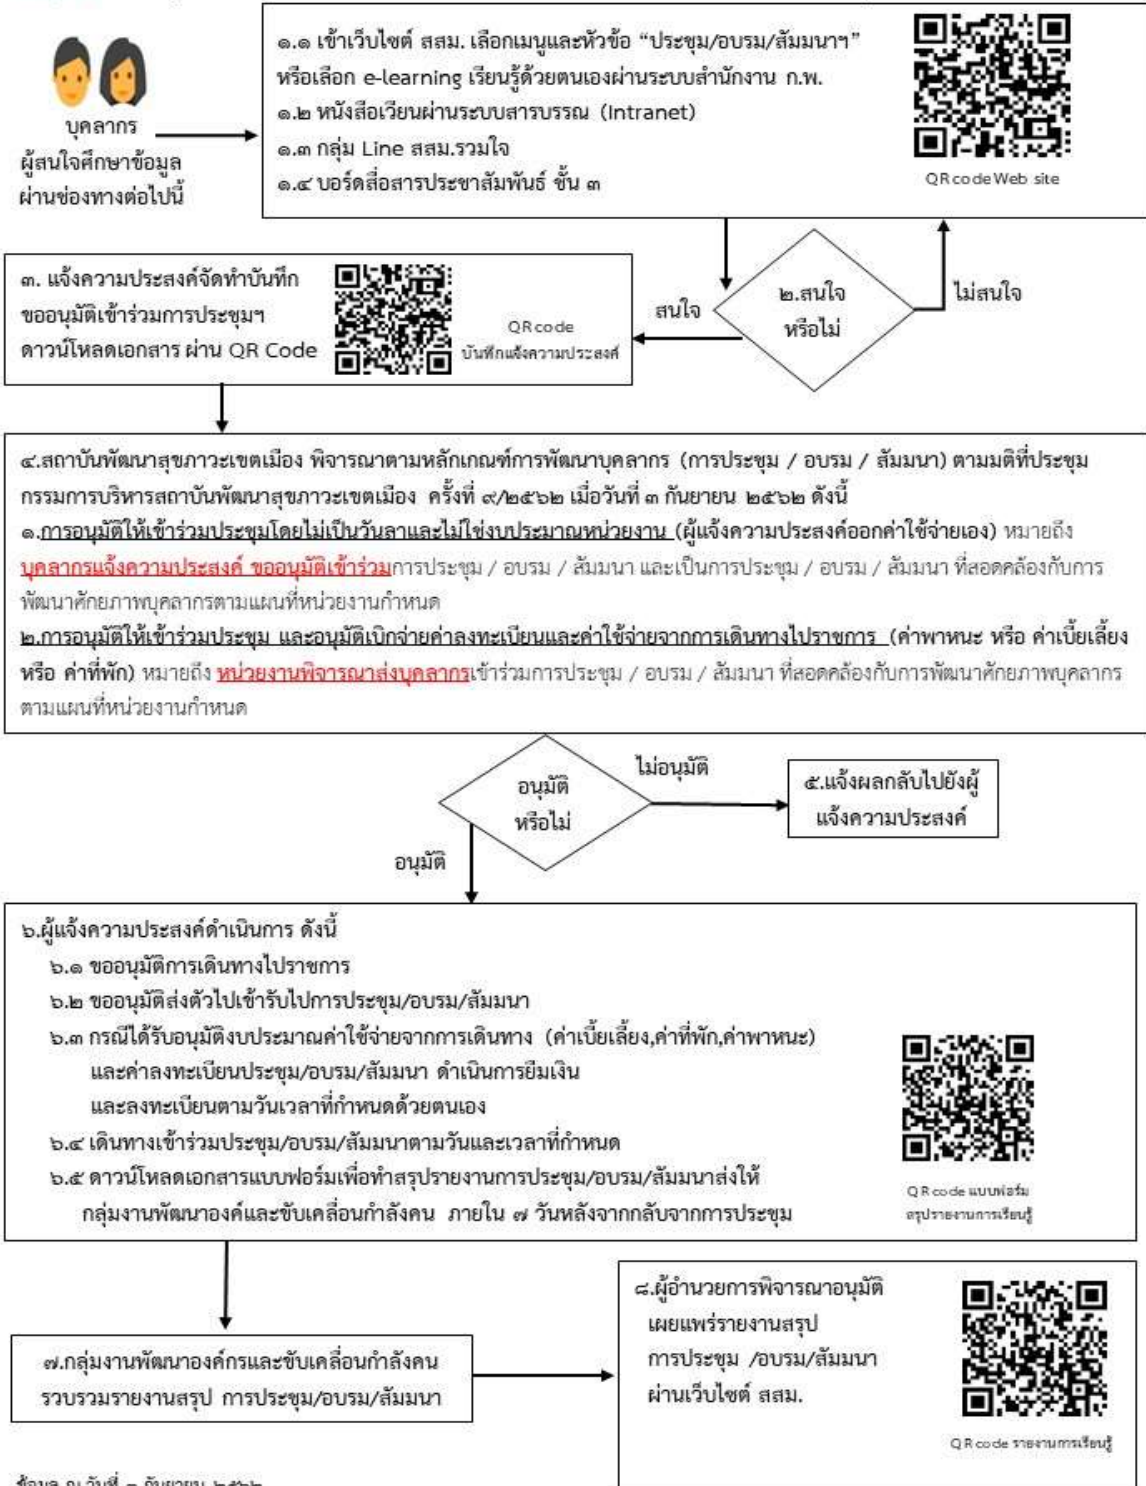 บุคลากร
ผู้สนใจศึกษาข้อมูล
ผ่านช่องทางต่อไปนี้
๑.๑ เข้าเว็บไซต์ สสม. เลือกเมนูและหัวข้อ “ประชุม/อบรม/สัมมนาฯ”
หรือเลือก e-learning เรียนรู้ด้วยตนเองผ่านระบบสำนักงาน ก.พ.
๑.๒ หนังสือเวียนผ่านระบบสารบรรณ (Intranet)
๑.๓ กลุ่ม Line สสม.รวมใจ
๑.๔ บอร์ดสื่อสารประชาสัมพันธ์ ชั้น ๓
QR code Web site
๒.สนใจ
หรือไม่
ไม่สนใจ
สนใจ
๓. แจ้งความประสงค์จัดทำบันทึก
ขออนุมัติเข้าร่วมการประชุมฯ
ดาวน์โหลดเอกสาร ผ่าน QR Code
QR code
บันทึกแจ้งความประสงค์
๔.สถาบันพัฒนาสุขภาวะเขตเมือง พิจารณาตามหลักเกณฑ์การพัฒนาบุคลากร (การประชุม / อบรม / สัมมนา) ตามมติที่ประชุม
กรรมการบริหารสถาบันพัฒนาสุขภาวะเขตเมือง ครั้งที่ ๙/๒๕๖๒ เมื่อวันที่ ๓ กันยายน ๒๕๖๒ ดังนี้
๑.การอนุมัติให้เข้าร่วมประชุมโดยไม่เป็นวันลาและไม่ใช่งบประมาณหน่วยงาน (ผู้แจ้งความประสงค์ออกค่าใช้จ่ายเอง) หมายถึง
บุคลากรแจ้งความประสงค์ ขออนุมัติเข้าร่วมการประชุม / อบรม / สัมมนา และเป็นการประชุม / อบรม / สัมมนา ที่สอดคล้องกับการ
พัฒนาศักยภาพบุคลากรตามแผนที่หน่วยงานกำหนด
๒.การอนุมัติให้เข้าร่วมประชุม และอนุมัติเบิกจ่ายค่าลงทะเบียนและค่าใช้จ่ายจากการเดินทางไปราชการ (ค่าพาหนะ หรือ ค่าเบี้ยเลี้ยง
หรือ ค่าที่พัก) หมายถึง หน่วยงานพิจารณาส่งบุคลากรเข้าร่วมการประชุม / อบรม / สัมมนา ที่สอดคล้องกับการพัฒนาศักยภาพบุคลากร
ตามแผนที่หน่วยงานกำหนด
อนุมัติ
หรือไม่
ไม่อนุมัติ
๕.แจ้งผลกลับไปยังผู้
แจ้งความประสงค์
อนุมัติ
๖.ผู้แจ้งความประสงค์ดำเนินการ ดังนี้
๖.๑ ขออนุมัติการเดินทางไปราชการ
๖.๒ ขออนุมัติส่งตัวไปเข้ารับไปการประชุม/อบรม/สัมมนา
๖.๓ กรณีได้รับอนุมัติงบประมาณค่าใช้จ่ายจากการเดินทาง (ค่าเบี้ยเลี้ยง,ค่าที่พัก,ค่าพาหนะ)
และค่าลงทะเบียนประชุม/อบรม/สัมมนา ดำเนินการยืมเงิน
และลงทะเบียนตามวันเวลาที่กำหนดด้วยตนเอง
๖.๔ เดินทางเข้าร่วมประชุม/อบรม/สัมมนาตามวันและเวลาที่กำหนด
๖.๕ ดาวน์โหลดเอกสารแบบฟอร์มเพื่อทำสรุปรายงานการประชุม/อบรม/สัมมนาส่งให้
กลุ่มงานพัฒนาองค์และขับเคลื่อนกำลังคน ภายใน ๗ วันหลังจากกลับจากการประชุม
QR code แบบฟอร์ม
สรุปรายงานการเรียนรู้
๗.กลุ่มงานพัฒนาองค์กรและขับเคลื่อนกำลังคน
รวบรวมรายงานสรุป การประชุม/อบรม/สัมมนา
๘.ผู้อำนวยการพิจารณาอนุมัติ
เผยแพร่รายงานสรุป
การประชุม /อบรม/สัมมนา
ผ่านเว็บไซต์ สสม.
QR code รายงานการเรียนรู้